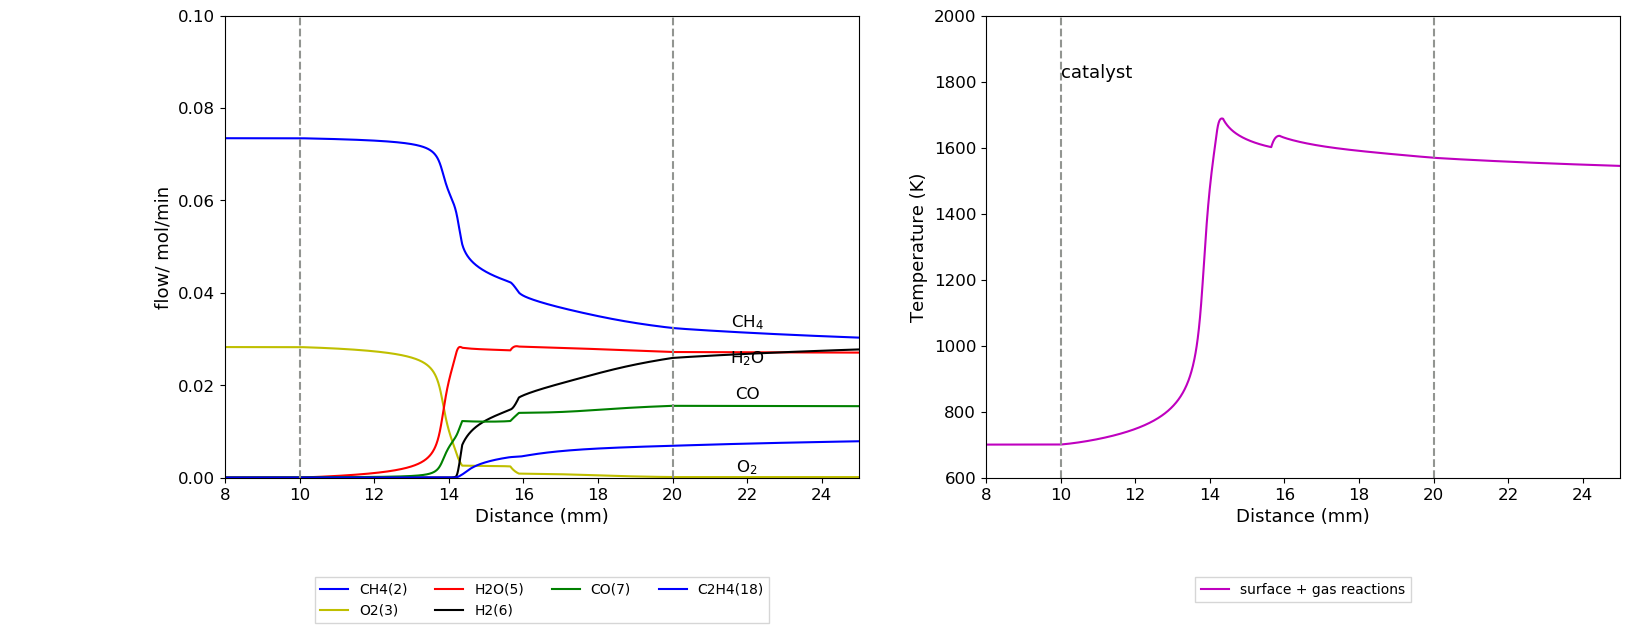 0.10
0.08
0.06
0.04
0.02
0.00
flow/ mol/min
CH₄
H₂O
CO
O₂
8 10 12 14 16 18 20 22 24
Distance (mm)
CH4(2) H2O(5) CO(7) C2H4(18)
O2(3) H2(6)
2000
1800
1600
1400
1200
1000
800
600
Temperature (K)
catalyst
8 10 12 14 16 18 20 22 24
Distance (mm)
surface + gas reactions